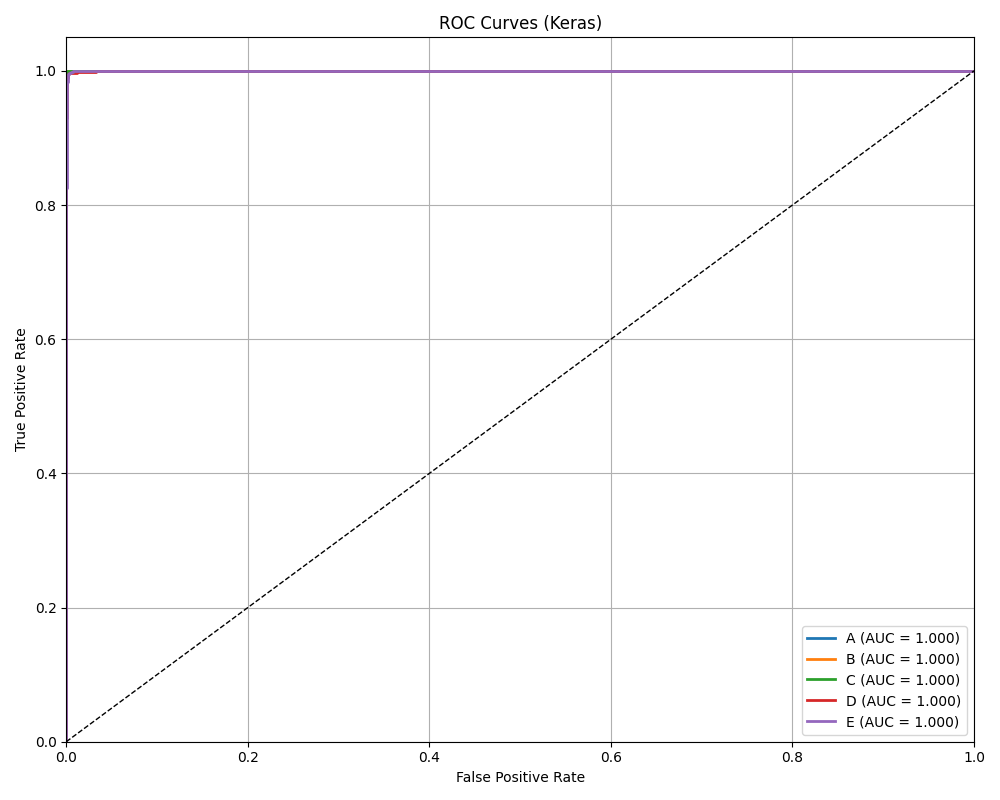 ROC Curves (Keras)
True Positive Rate
1.0
0.8
0.6
0.4
0.2
0.0
0.0 0.2 0.4 0.6 0.8 1.0
False Positive Rate
A (AUC = 1.000)
B (AUC = 1.000)
C (AUC = 1.000)
D (AUC = 1.000)
E (AUC = 1.000)